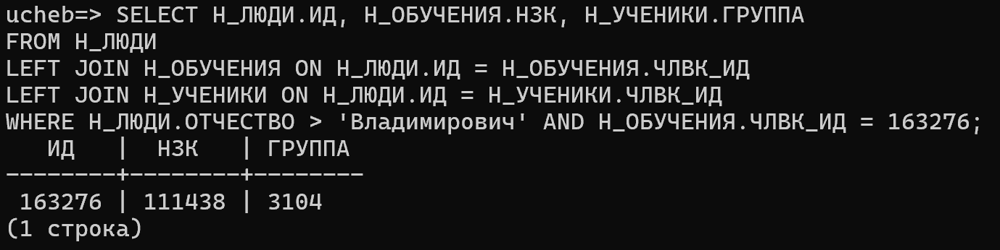 ucheb=> SELECT Н_ЛЮДИ.ИД, Н_ОБУЧЕНИЯ.НЗК, Н_УЧЕНИКИ.ГРУППА
FROM Н_ЛЮДИ
LEFT JOIN Н_ОБУЧЕНИЯ ON Н_ЛЮДИ.ИД = Н_ОБУЧЕНИЯ.ЧЛВК_ИД
LEFT JOIN Н_УЧЕНИКИ ON Н_ЛЮДИ.ИД = Н_УЧЕНИКИ.ЧЛВК_ИД
WHERE Н_ЛЮДИ.ОТЧЕСТВО > 'Владимирович' AND Н_ОБУЧЕНИЯ.ЧЛВК_ИД = 163276;
   ИД   |  НЗК   | ГРУППА
--------+--------+--------
 163276 | 111438 | 3104
(1 строка)